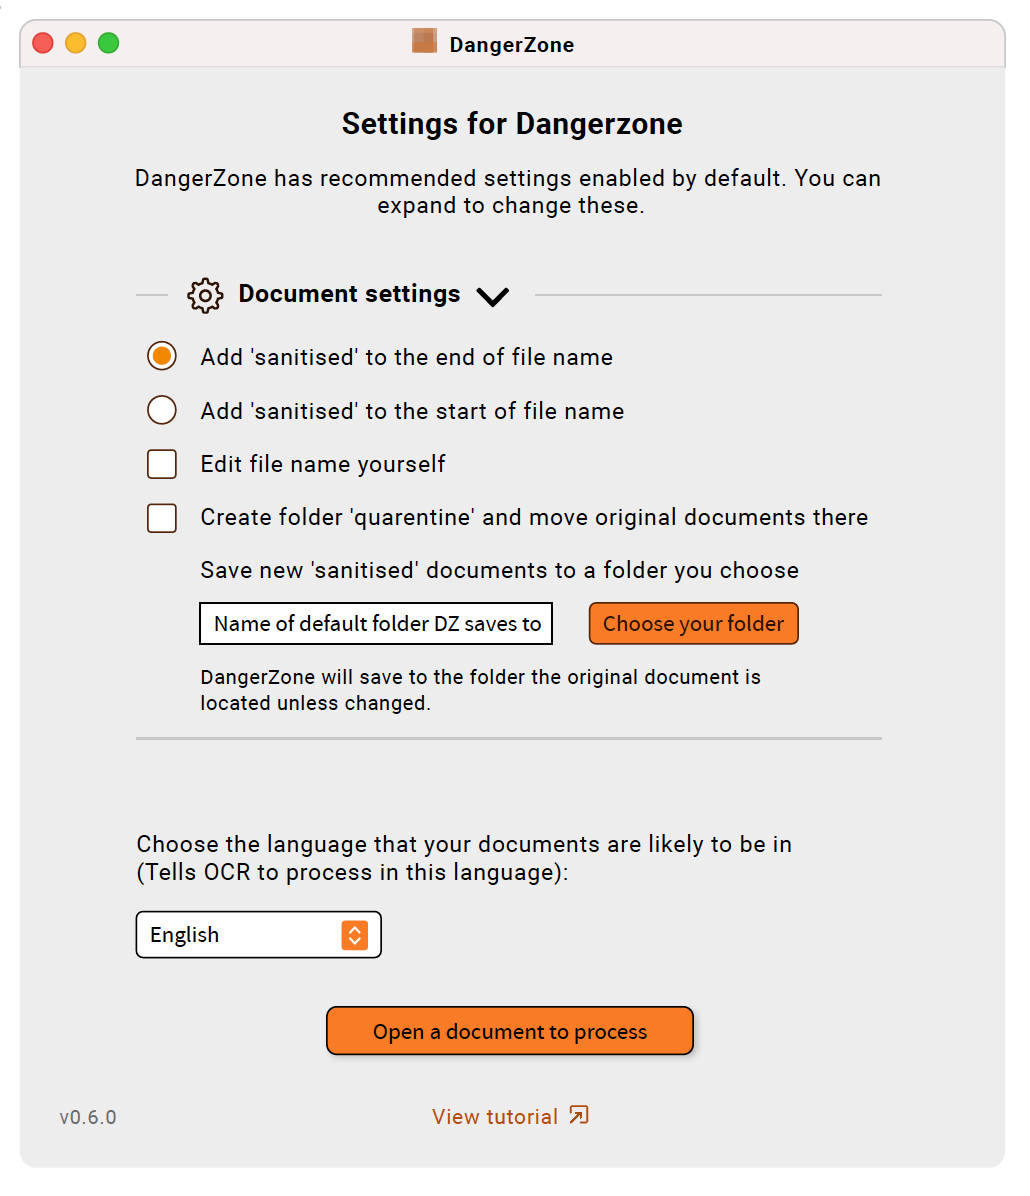 DangerZone
Settings for Dangerzone
DangerZone has recommended settings enabled by default. You can
expand to change these.
Document settings
Add 'sanitised' to the end of file name
Add 'sanitised' to the start of file name
Edit file name yourself
Create folder 'quarentine' and move original documents there
Save new 'sanitised' documents to a folder you choose
Name of default folder DZ saves to
Choose your folder
DangerZone will save to the folder the original document is
located unless changed.
Choose the language that your documents are likely to be in
(Tells OCR to process in this language):
English
Open a document to process
v0.6.0
View tutorial